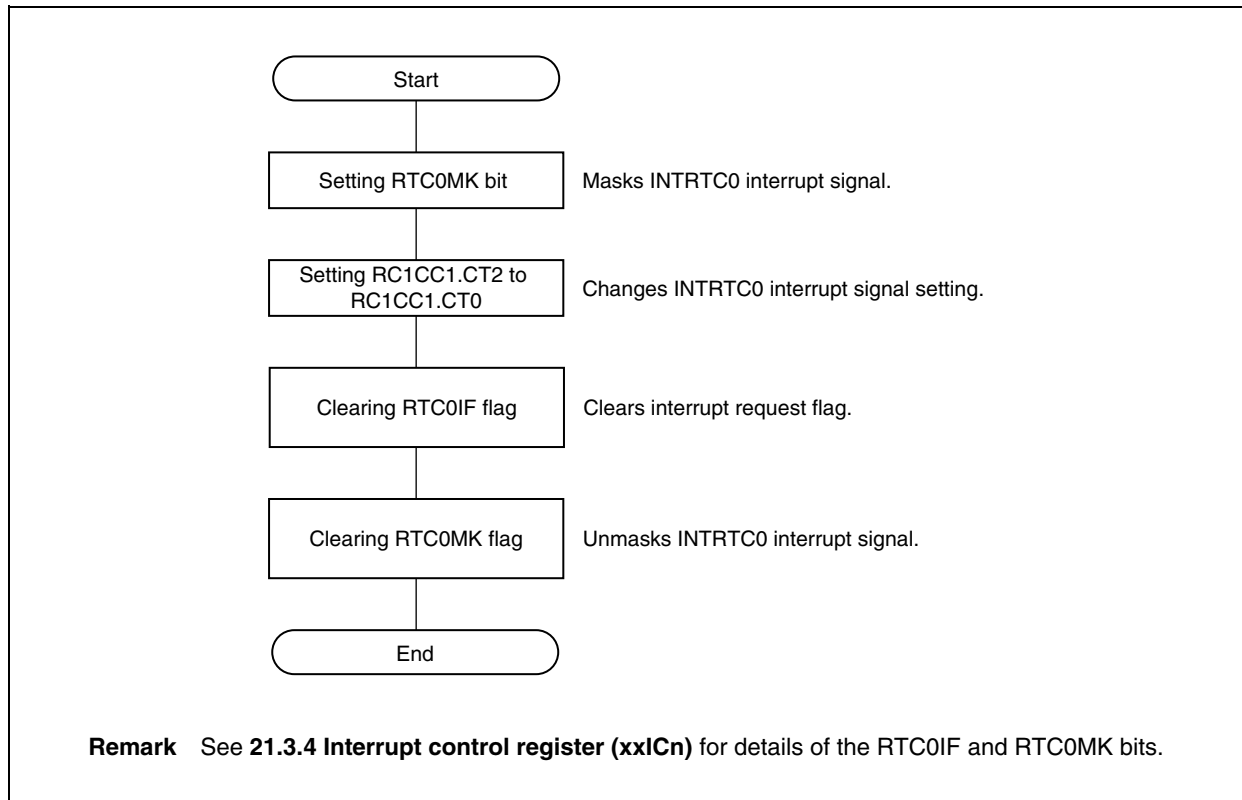 Start
Setting RTC0MK bit
Masks INTRTC0 interrupt signal.
Setting RC1CC1.CT2 to
RC1CC1.CT0
Changes INTRTC0 interrupt signal setting.
Clearing RTC0IF flag
Clears interrupt request flag.
Clearing RTC0MK flag
Unmasks INTRTC0 interrupt signal.
End
Remark See 21.3.4 Interrupt control register (xxICn) for details of the RTC0IF and RTC0MK bits.